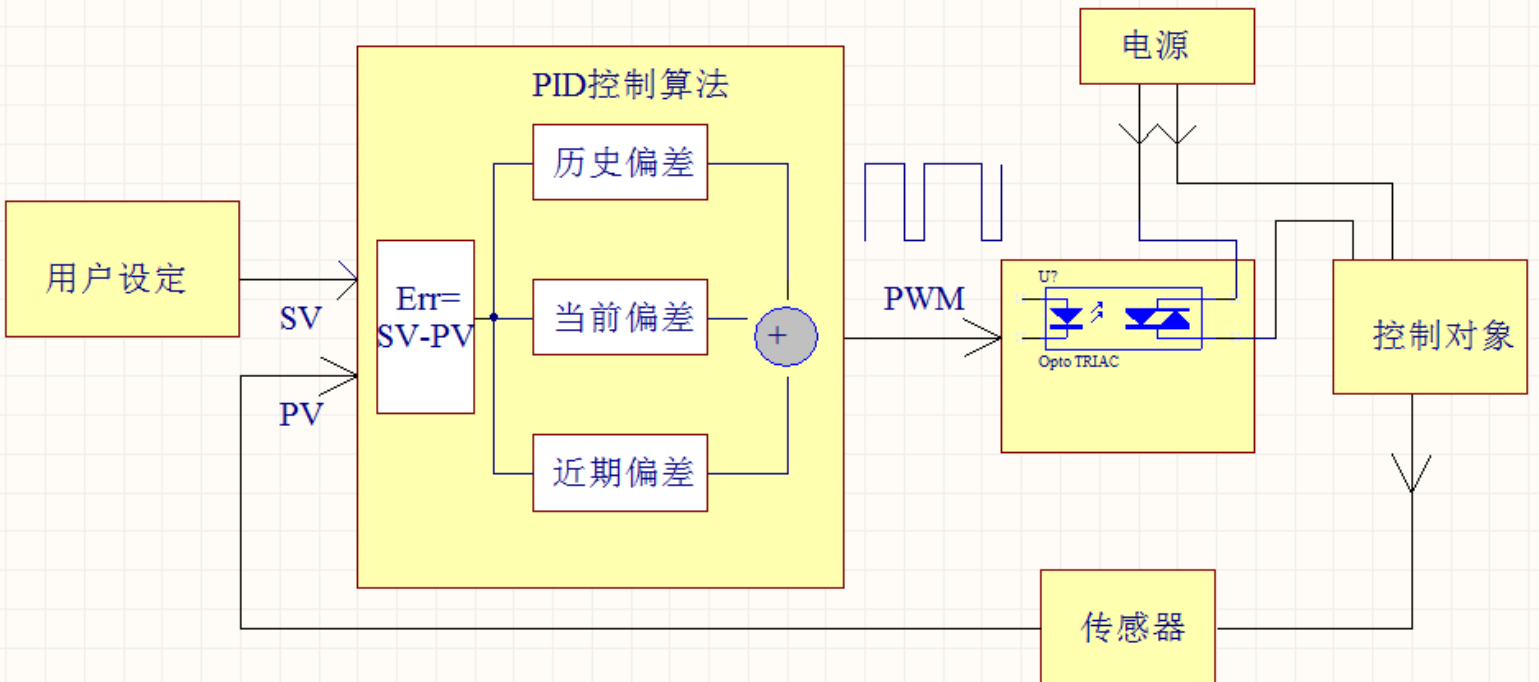 电源
PID控制算法
历史偏差
用户设定
SV
Err=
SV-PV
当前偏差
+
PWM
U?
Opto TRIAC
控制对象
PV
近期偏差
传感器